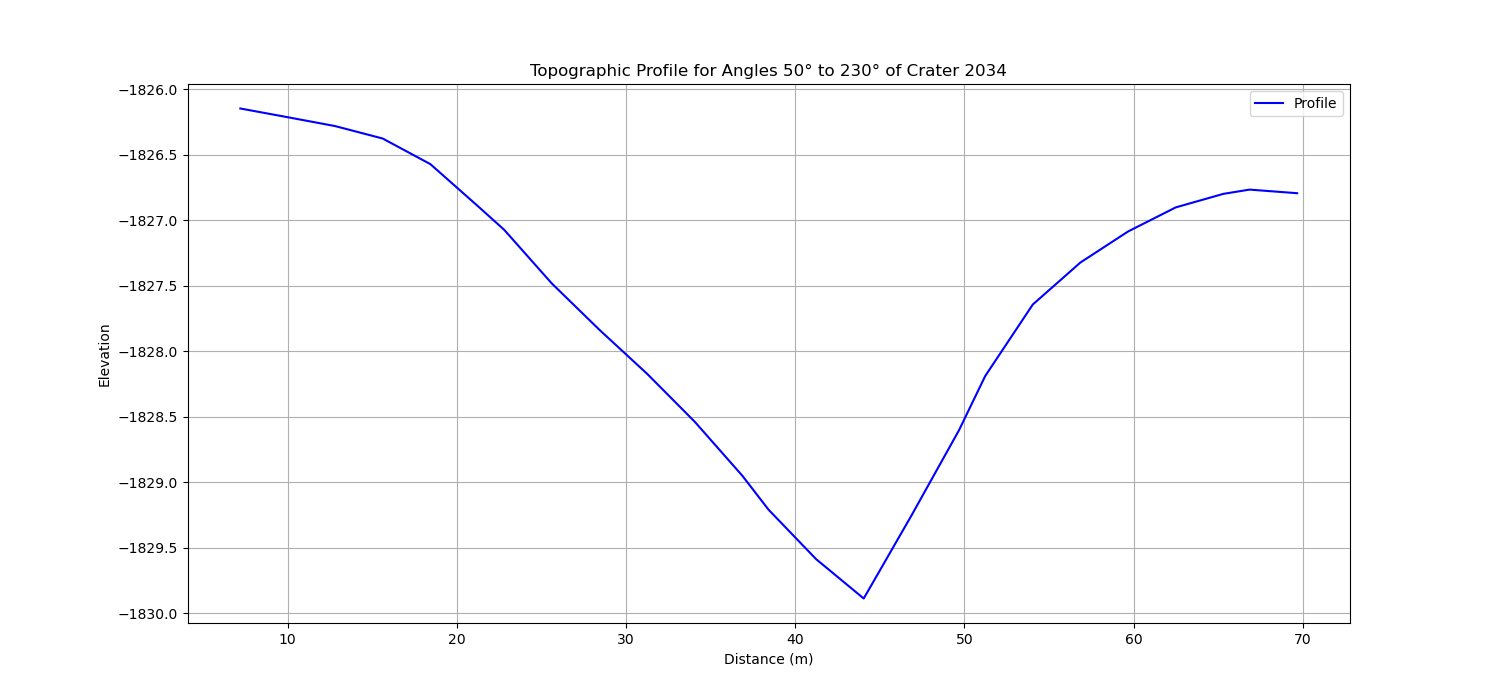 Topographic Profile for Angles 50° to 230° of Crater 2034
Profile
Elevation
−1826.0
−1826.5
−1827.0
−1827.5
−1828.0
−1828.5
−1829.0
−1829.5
−1830.0
10 20 30 40 50 60 70
Distance (m)